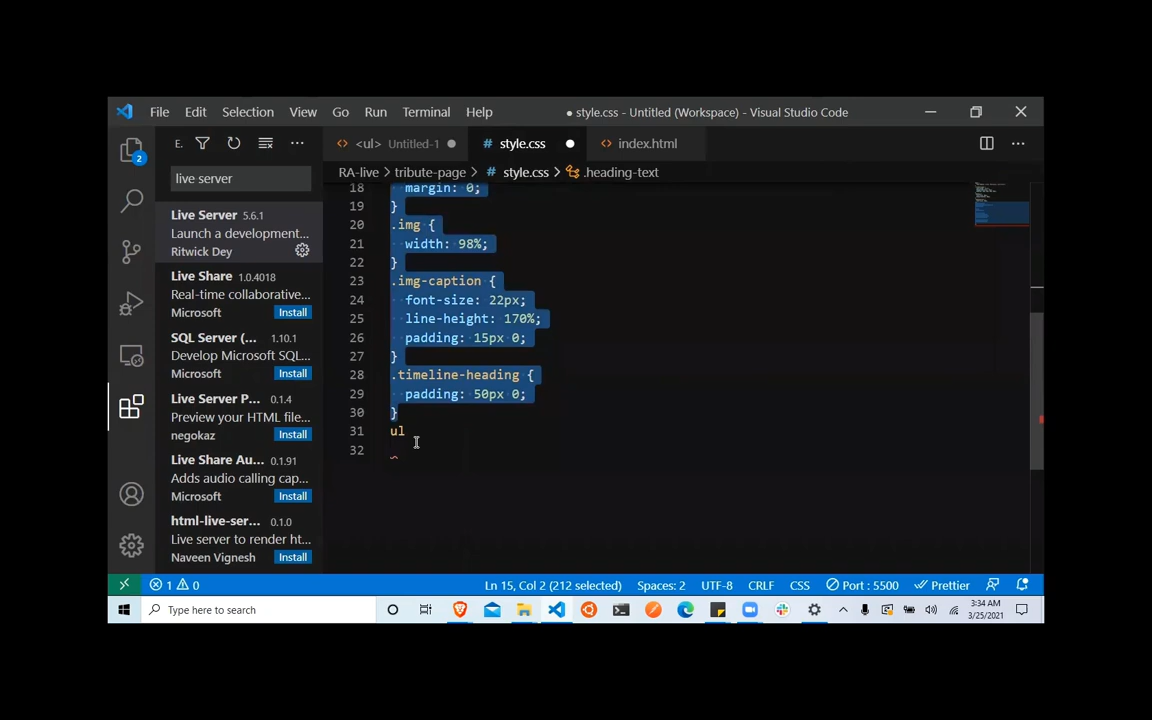 File Edit Selection View Go Run Terminal Help
● style.css - Untitled (Workspace) - Visual Studio Code
E.
<ul> Untitled-1
# style.css
<> index.html
live server
RA-live > tribute-page > # style.css > .heading-text
Live Server 5.6.1
Launch a development...
Ritwick Dey
Live Share 1.0.4018
Real-time collaborative...
Microsoft Install
SQL Server (... 1.10.1
Develop Microsoft SQL...
Microsoft Install
Live Server P... 0.1.4
Preview your HTML file...
negokaz Install
Live Share Au... 0.1.91
Adds audio calling cap...
Microsoft Install
html-live-ser... 0.1.0
Live server to render ht...
Naveen Vignesh Install
2
18 margin: 0;
19 }
20 .img {
21 width: 98%;
22 }
23 .img-caption {
24 font-size: 22px;
25 line-height: 170%;
26 padding: 15px 0;
27 }
28 .timeline-heading {
29 padding: 50px 0;
30 }
31 ul
32
1 0 Ln 15, Col 2 (212 selected) Spaces: 2 UTF-8 CRLF CSS Port : 5500 Prettier
Type here to search
3:34 AM
3/25/2021